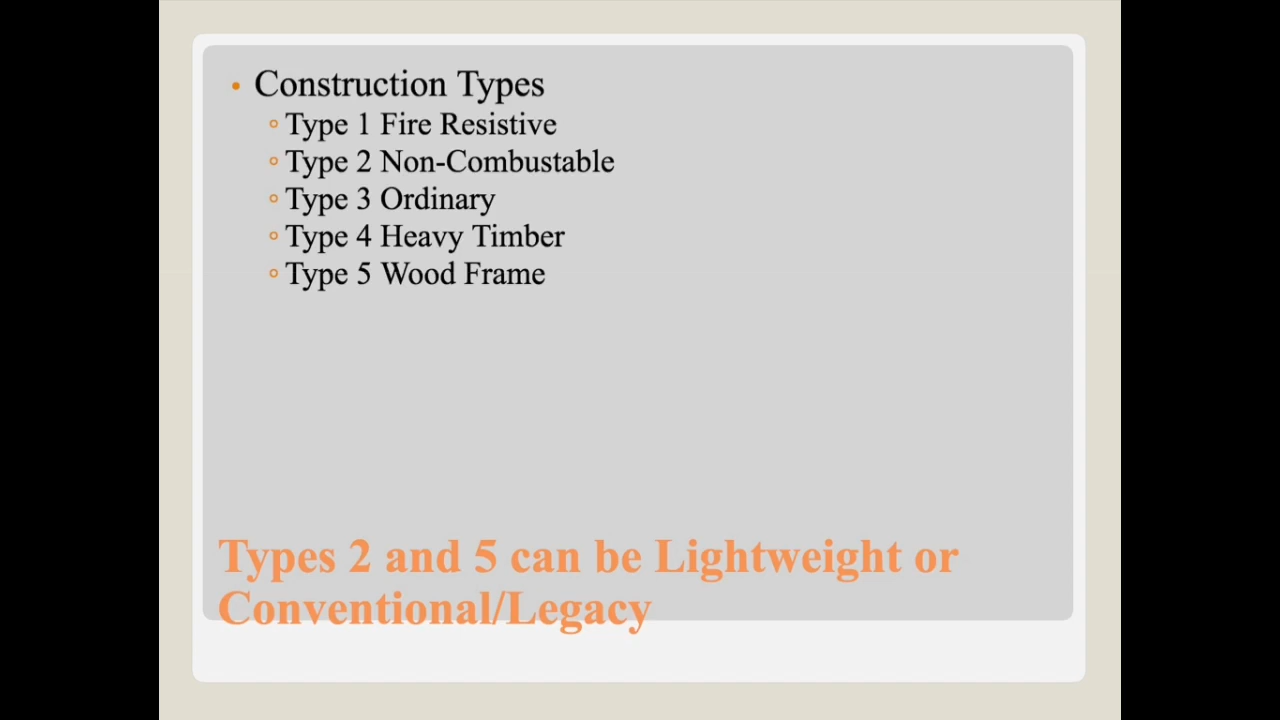 • Construction Types
◦ Type 1 Fire Resistive
◦ Type 2 Non-Combustable
◦ Type 3 Ordinary
◦ Type 4 Heavy Timber
◦ Type 5 Wood Frame
Types 2 and 5 can be Lightweight or
Conventional/Legacy